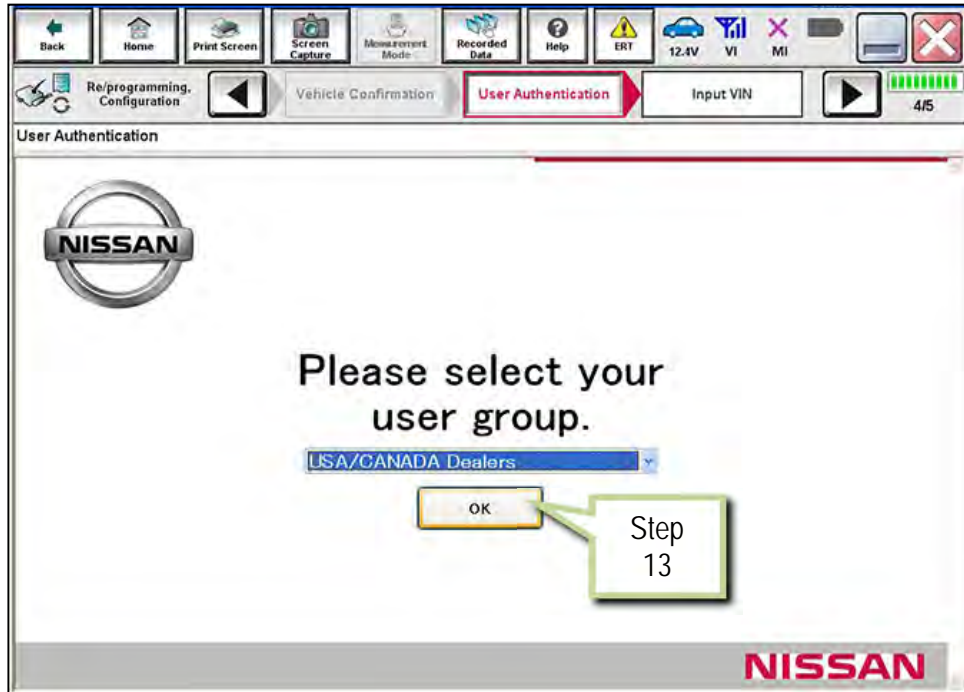 Back
Home
Print Screen
Screen
Capture
Measurement
Mode
Recorded
Data
Help
ERT
12.4V
VI
MI
Re/programming,
Configuration
Vehicle Confirmation
User Authentication
Input VIN
4/5
User Authentication
NISSAN
Please select your
user group.
USA/CANADA Dealers
OK
Step
13
NISSAN